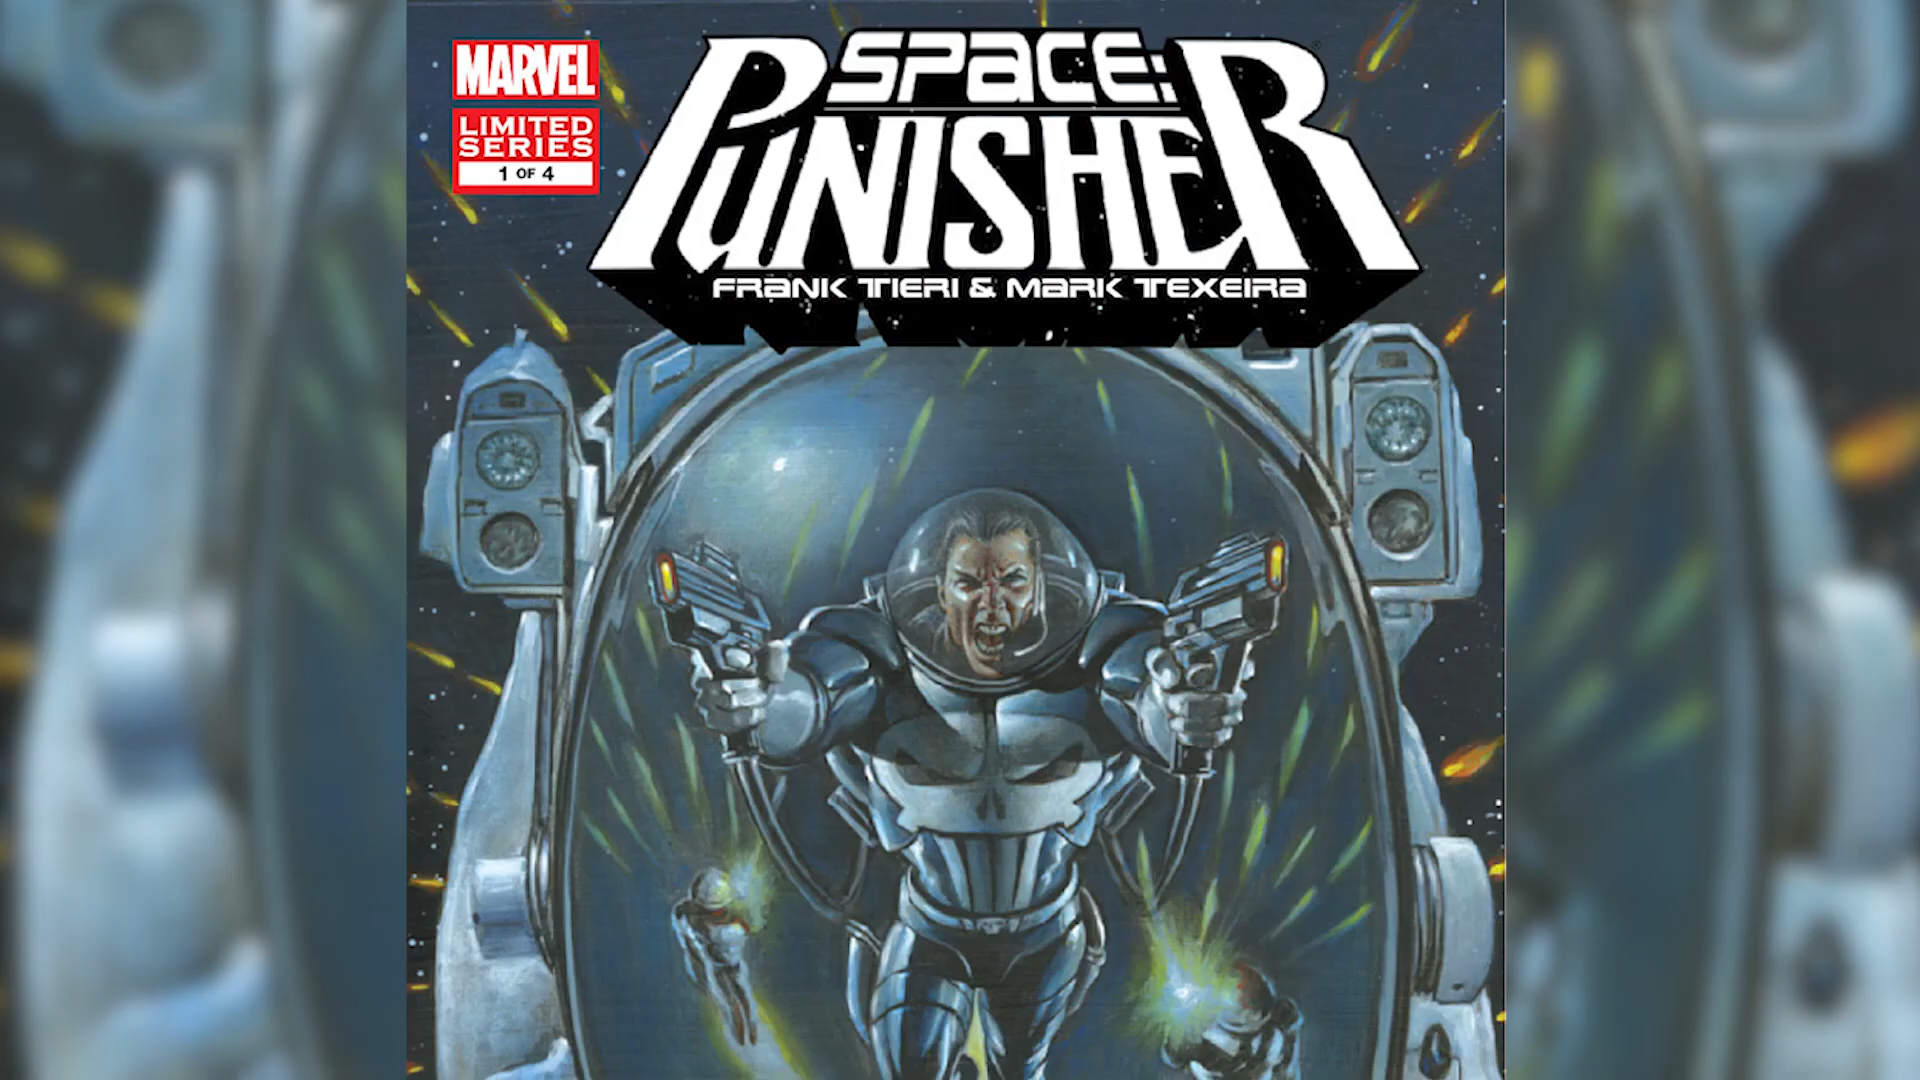 MARVEL
LIMITED
SERIES
1 OF 4
SPACE:
PUNISHER
FRANK TIERI & MARK TEXEIRA